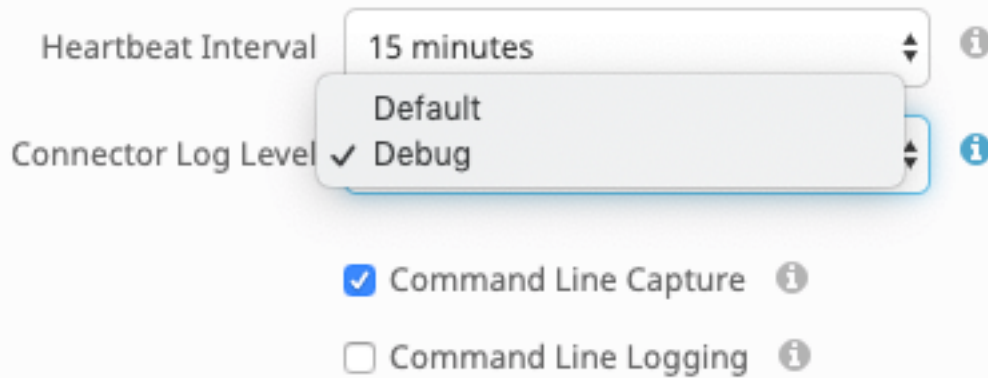 Heartbeat Interval 15 minutes
Default
Connector Log Level ✓ Debug
Command Line Capture
Command Line Logging